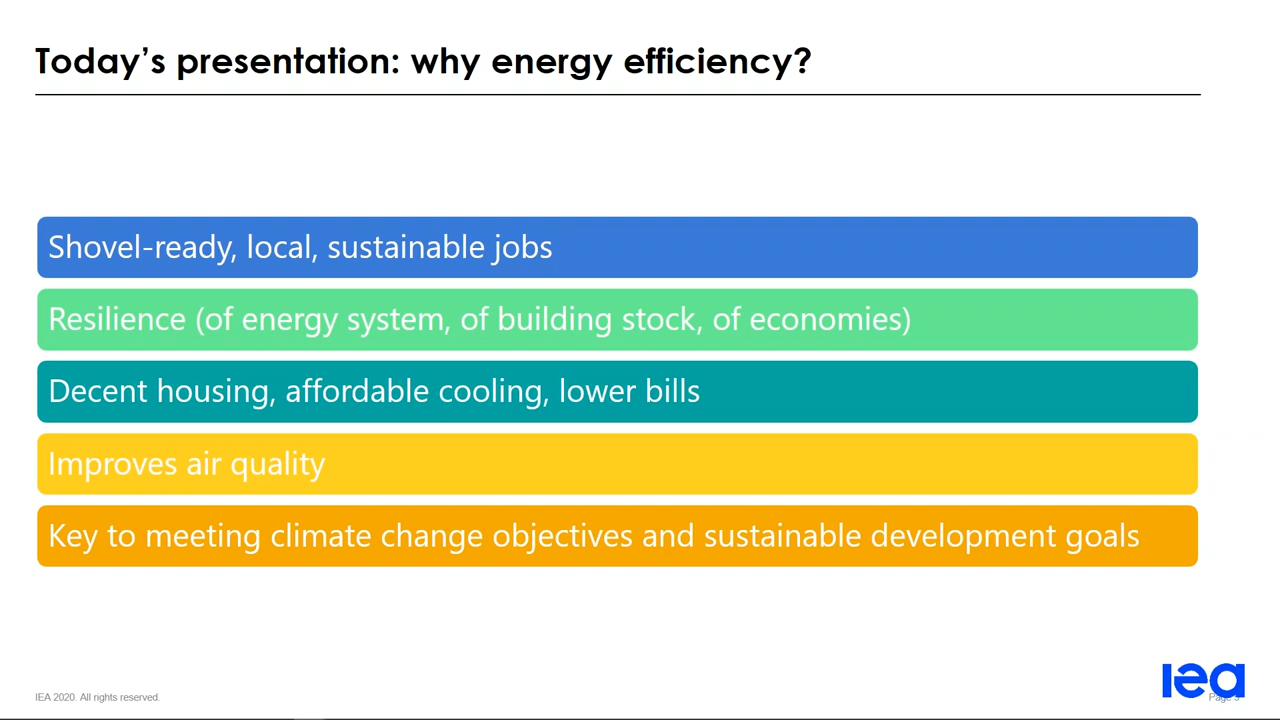 Today’s presentation: why energy efficiency?
Shovel-ready, local, sustainable jobs
Resilience (of energy system, of building stock, of economies)
Decent housing, affordable cooling, lower bills
Improves air quality
Key to meeting climate change objectives and sustainable development goals
iea
IEA 2020. All rights reserved.
Page